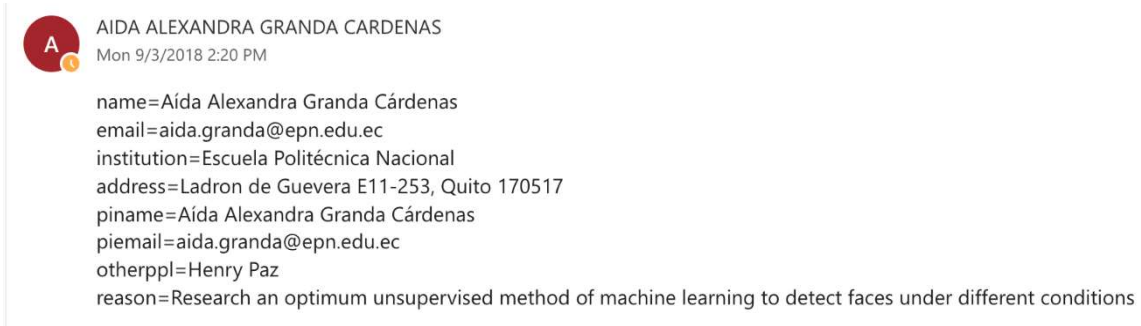 A
AIDA ALEXANDRA GRANDA CARDENAS
Mon 9/3/2018 2:20 PM
name=Aída Alexandra Granda Cárdenas
email=aida.granda@epn.edu.ec
institution=Escuela Politécnica Nacional
address=Ladron de Guevera E11-253, Quito 170517
piname=Aída Alexandra Granda Cárdenas
piemail=aida.granda@epn.edu.ec
otherppl=Henry Paz
reason=Research an optimum unsupervised method of machine learning to detect faces under different conditions